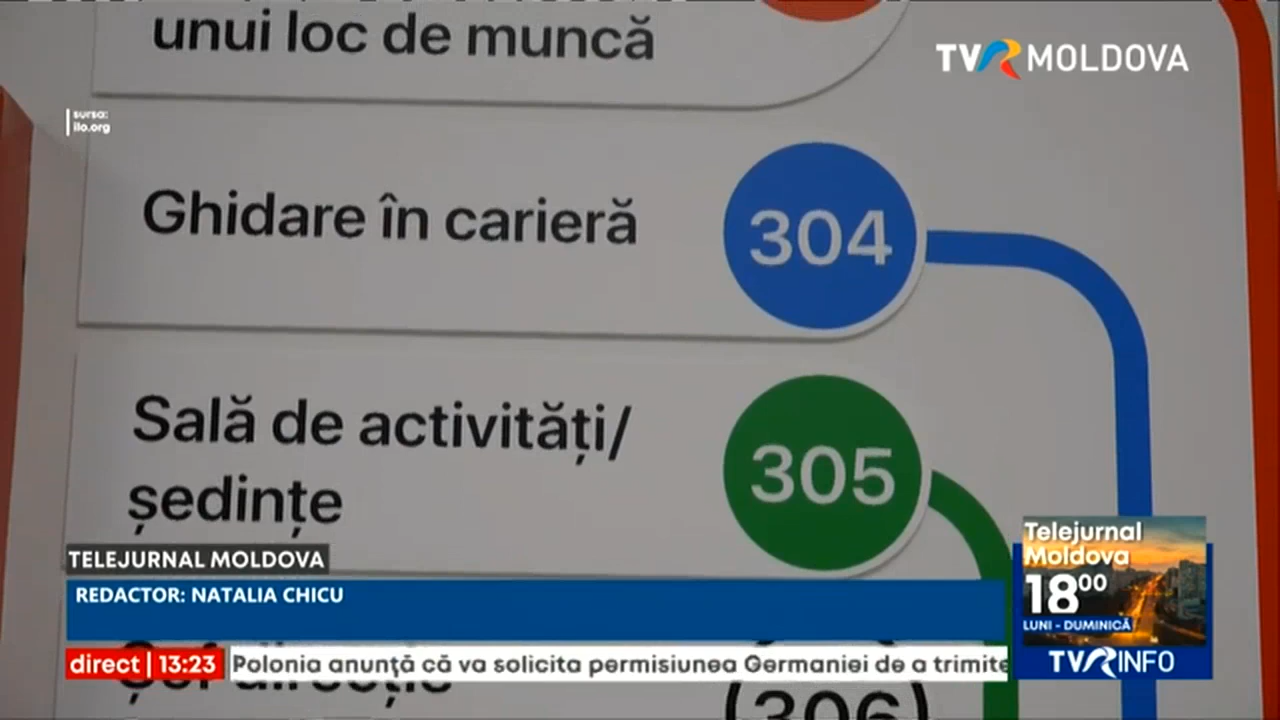 unui loc de muncă
TVR MOLDOVA
sursa:
ilo.org
Ghidare în carieră
304
Sală de activități/
ședințe
305
TELEJURNAL MOLDOVA
REDACTOR: NATALIA CHICU
Telejurnal
Moldova
18⁰⁰
LUNI - DUMINICĂ
TVR INFO
direct | 13:23
Polonia anunță că va solicita permisiunea Germaniei de a trimite
Șef direcție
(306)